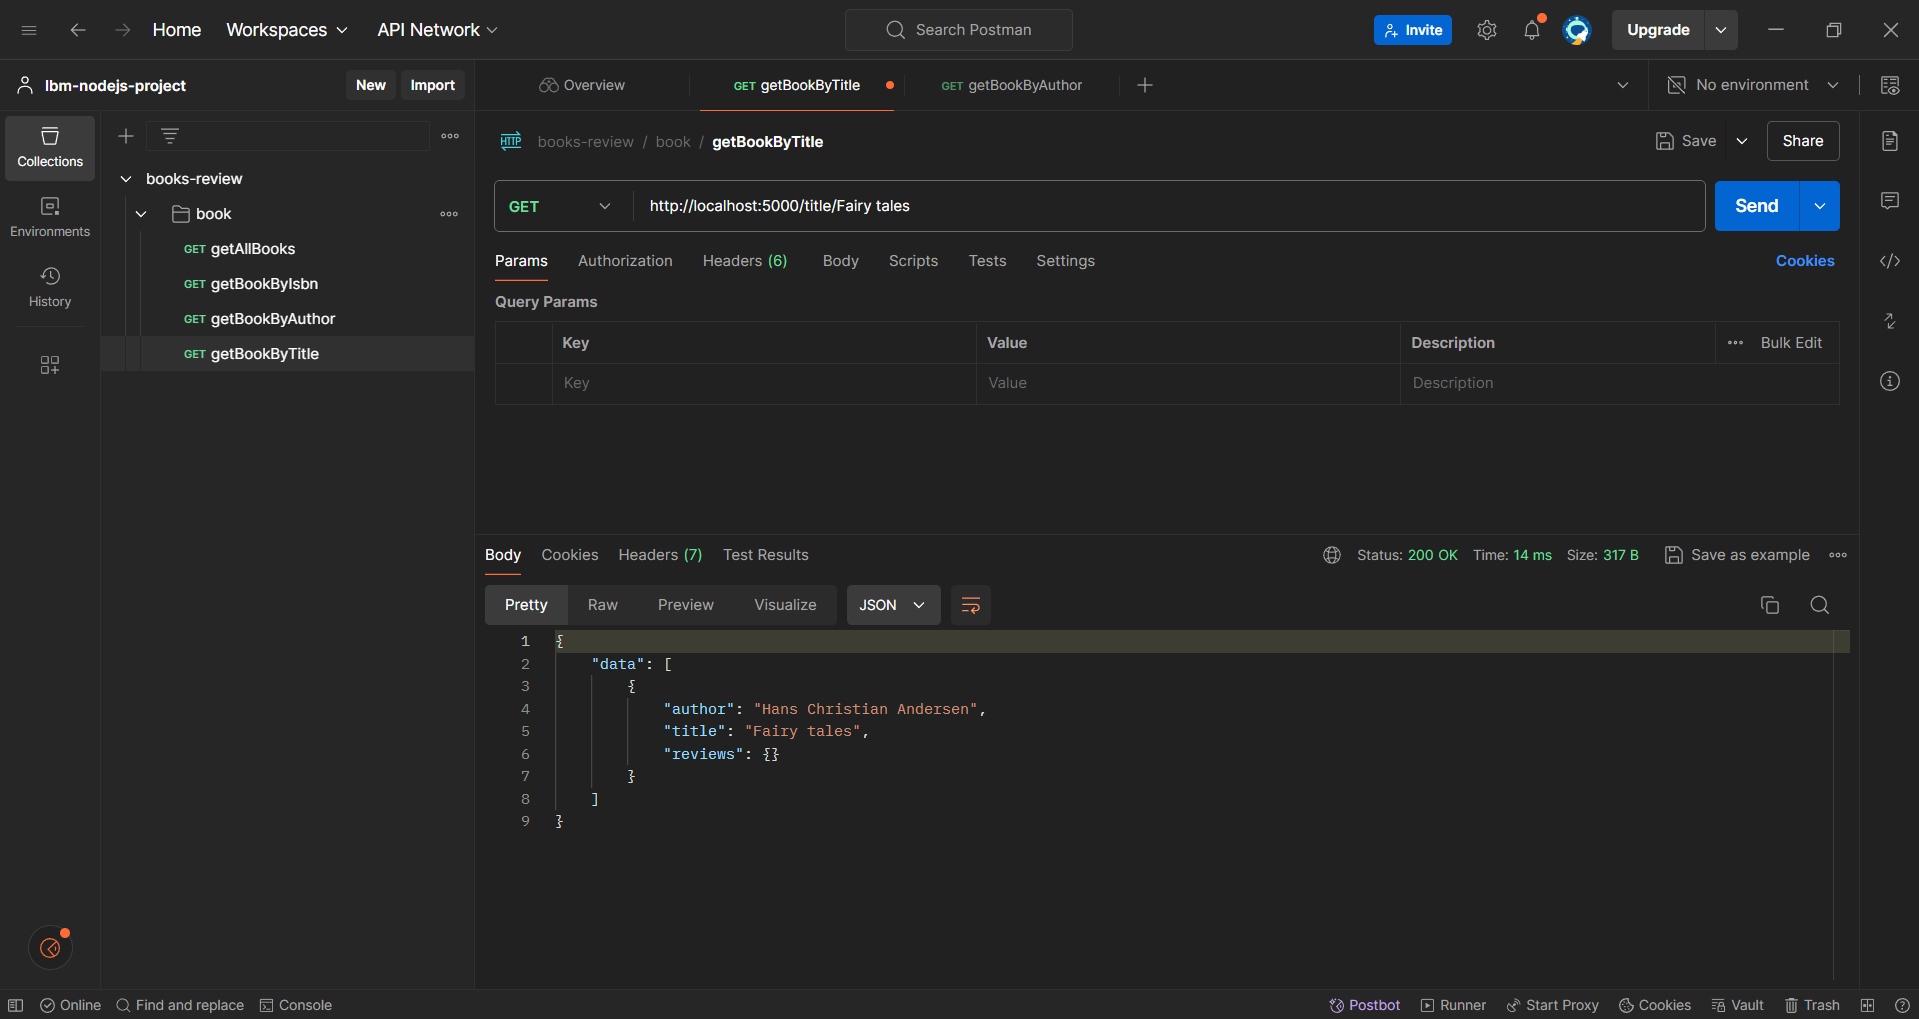 Home Workspaces API Network Search Postman Invite Upgrade
lbm-nodejs-project New Import Overview GET getBookByTitle GET getBookByAuthor No environment
Collections
Environments
History
books-review
book
GET getAllBooks
GET getBookByIsbn
GET getBookByAuthor
GET getBookByTitle
HTTP books-review / book / getBookByTitle Save Share
GET http://localhost:5000/title/Fairy tales Send
Params Authorization Headers (6) Body Scripts Tests Settings Cookies
Query Params
Key Value Description Bulk Edit
Key Value Description
Body Cookies Headers (7) Test Results Status: 200 OK Time: 14 ms Size: 317 B Save as example
Pretty Raw Preview Visualize JSON
1 {
2 "data": [
3 {
4 "author": "Hans Christian Andersen",
5 "title": "Fairy tales",
6 "reviews": {}
7 }
8 ]
9 }
Online Find and replace Console Postbot Runner Start Proxy Cookies Vault Trash